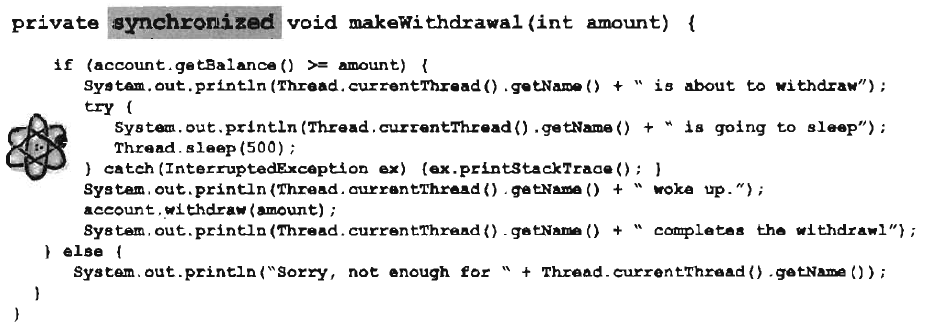 private synchronized void makeWithdrawal(int amount) {
if (account.getBalance() >= amount) {
System.out.println(Thread.currentThread().getName() + " is about to withdraw");
try {
System.out.println(Thread.currentThread().getName() + " is going to sleep");
Thread.sleep(500);
} catch(InterruptedException ex) {ex.printStackTrace(); }
System.out.println(Thread.currentThread().getName() + " woke up.");
account.withdraw(amount);
System.out.println(Thread.currentThread().getName() + " completes the withdrawl");
} else {
System.out.println("Sorry, not enough for " + Thread.currentThread().getName());
}
}